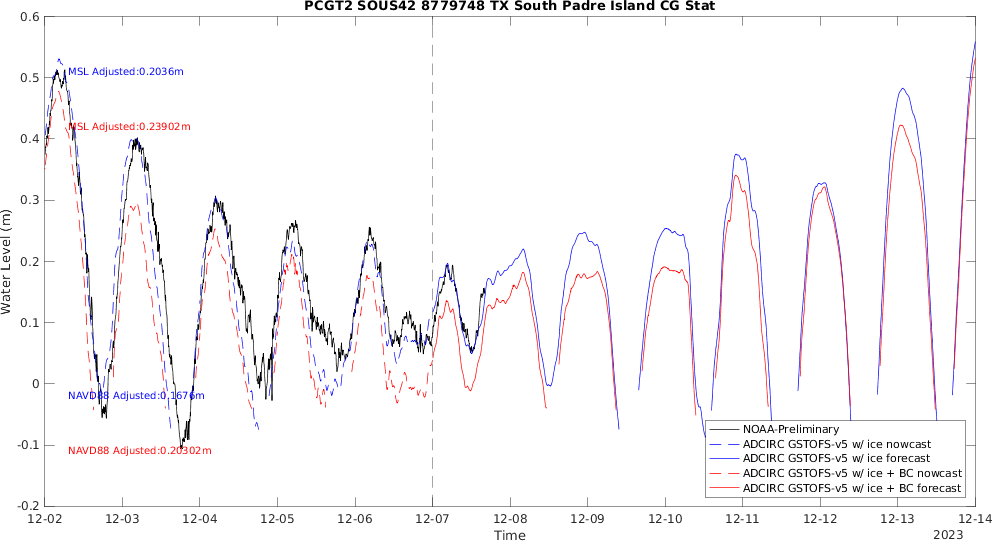 PCGT2 SOUS42 8779748 TX South Padre Island CG Stat
0.6
0.5
0.4
0.3
0.2
0.1
0
-0.1
-0.2
Water Level (m)
MSL Adjusted:0.2036m
MSL Adjusted:0.23902m
NAVD88 Adjusted:0.1676m
NAVD88 Adjusted:0.20302m
NOAA-Preliminary
ADCIRC GSTOFS-v5 w/ ice nowcast
ADCIRC GSTOFS-v5 w/ ice forecast
ADCIRC GSTOFS-v5 w/ ice + BC nowcast
ADCIRC GSTOFS-v5 w/ ice + BC forecast
12-02 12-03 12-04 12-05 12-06 12-07 12-08 12-09 12-10 12-11 12-12 12-13 12-14
Time
2023